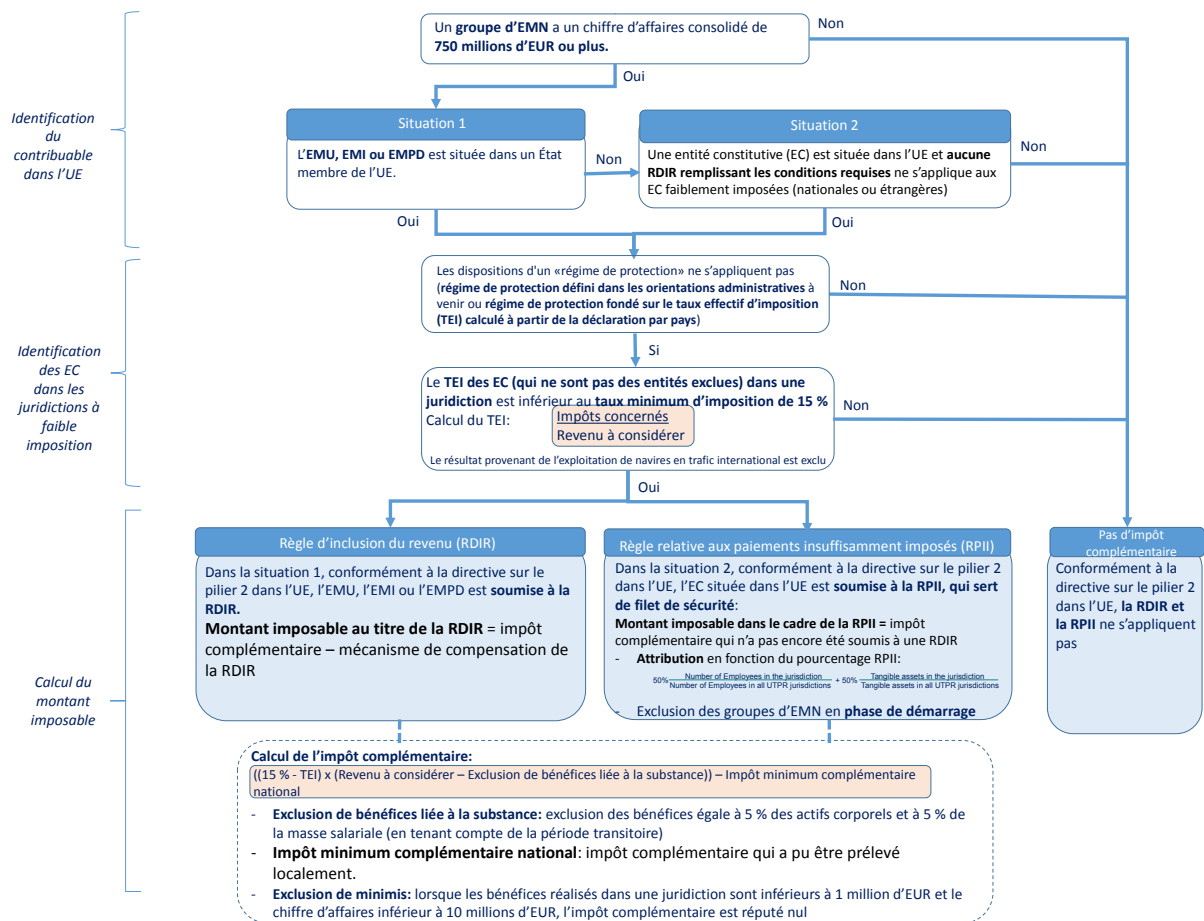 Un groupe d'EMN a un chiffre d'affaires consolidé de
750 millions d'EUR ou plus.
Non
Oui
Identification
du
contribuable
dans l'UE
Situation 1
L'EMU, EMI ou EMPD est située dans un État
membre de l'UE.
Non
Situation 2
Une entité constitutive (EC) est située dans l'UE et aucune
RDIR remplissant les conditions requises ne s'applique aux
EC faiblement imposées (nationales ou étrangères)
Non
Oui
Oui
Identification
des EC
dans les
juridictions à
faible
imposition
Les dispositions d'un «régime de protection» ne s'appliquent pas
(régime de protection défini dans les orientations administratives à
venir ou régime de protection fondé sur le taux effectif d'imposition
(TEI) calculé à partir de la déclaration par pays)
Non
Si
Le TEI des EC (qui ne sont pas des entités exclues) dans une
juridiction est inférieur au taux minimum d'imposition de 15 %
Calcul du TEI:
Impôts concernés
Revenu à considérer
Le résultat provenant de l'exploitation de navires en trafic international est exclu
Non
Oui
Calcul du
montant
imposable
Règle d'inclusion du revenu (RDIR)
Dans la situation 1, conformément à la directive sur le
pilier 2 dans l'UE, l'EMU, l'EMI ou l'EMPD est soumise à la
RDIR.
Montant imposable au titre de la RDIR = impôt
complémentaire – mécanisme de compensation de
la RDIR
Règle relative aux paiements insuffisamment imposés (RPII)
Dans la situation 2, conformément à la directive sur le pilier 2
dans l'UE, l'EC située dans l'UE est soumise à la RPII, qui sert
de filet de sécurité:
Montant imposable dans le cadre de la RPII = impôt
complémentaire qui n'a pas encore été soumis à une RDIR
- Attribution en fonction du pourcentage RPII:
50% Number of Employees in the jurisdiction + 50% Tangible assets in the jurisdiction
Number of Employees in all UTPR jurisdictions Tangible assets in all UTPR jurisdictions
- Exclusion des groupes d'EMN en phase de démarrage
Pas d'impôt
complémentaire
Conformément à la
directive sur le pilier 2
dans l'UE, la RDIR et
la RPII ne s'appliquent
pas
Calcul de l'impôt complémentaire:
((15 % - TEI) x (Revenu à considérer – Exclusion de bénéfices liée à la substance)) – Impôt minimum complémentaire
national
- Exclusion de bénéfices liée à la substance: exclusion des bénéfices égale à 5 % des actifs corporels et à 5 % de
la masse salariale (en tenant compte de la période transitoire)
- Impôt minimum complémentaire national: impôt complémentaire qui a pu être prélevé
localement.
- Exclusion de minimis: lorsque les bénéfices réalisés dans une juridiction sont inférieurs à 1 million d'EUR et le
chiffre d'affaires inférieur à 10 millions d'EUR, l'impôt complémentaire est réputé nul